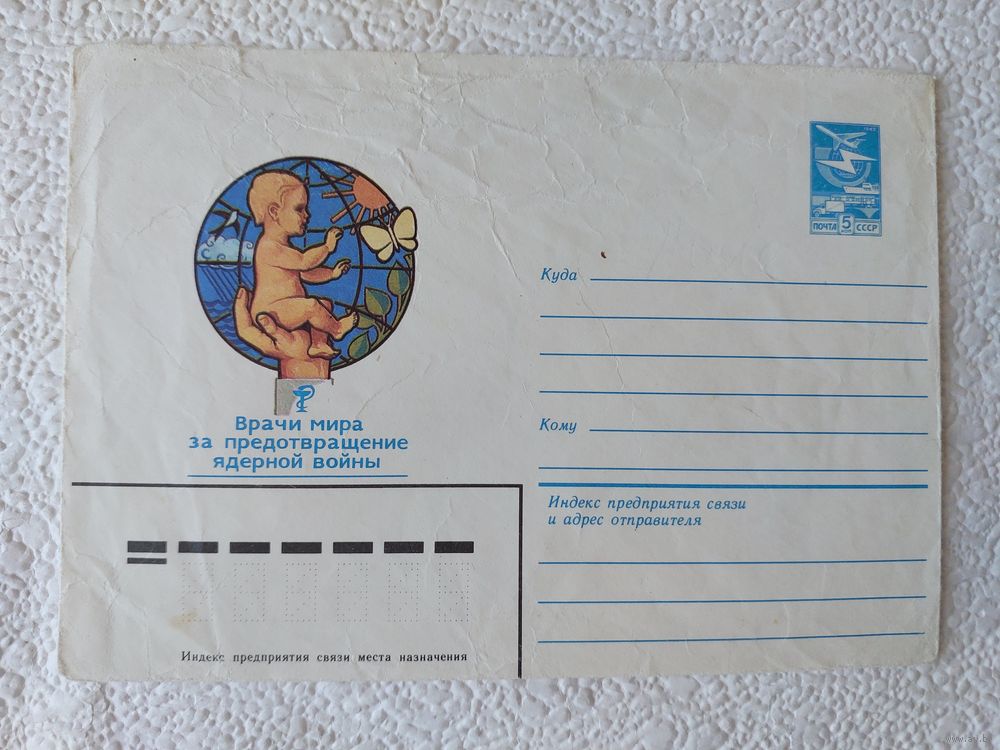 Врачи мира
за предотвращение
ядерной войны
ПОЧТА 5 КОП СССР
Куда
Кому
Индекс предприятия связи
и адрес отправителя
Индекс предприятия связи места назначения